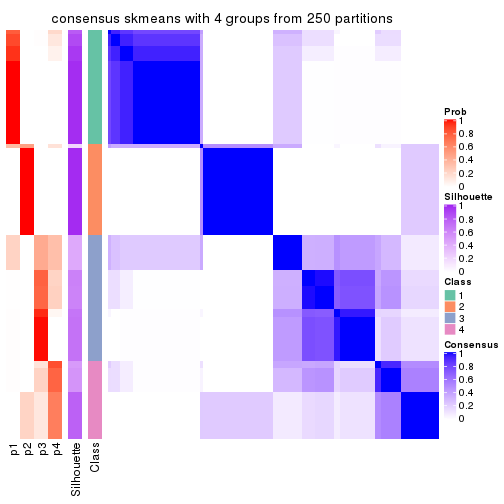 consensus skmeans with 4 groups from 250 partitions
Prob
1
0.8
0.6
0.4
0.2
0
Silhouette
1
0.8
0.6
0.4
0.2
0
Class
1
2
3
4
Consensus
1
0.8
0.6
0.4
0.2
0
p1
p2
p3
p4
Silhouette
Class